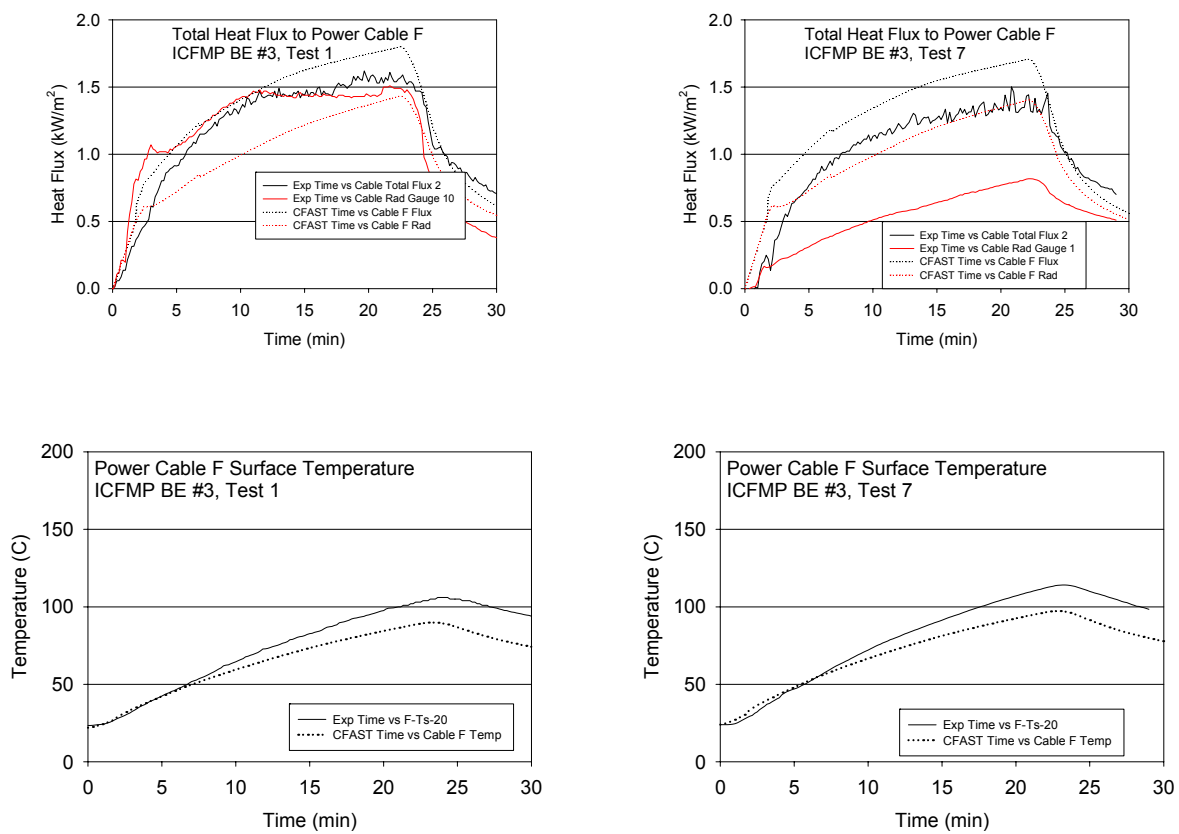 Total Heat Flux to Power Cable F
ICFMP BE #3, Test 1
Heat Flux (kW/m²)
2.0
1.5
1.0
0.5
0.0
Exp Time vs Cable Total Flux 2
Exp Time vs Cable Rad Gauge 10
CFAST Time vs Cable F Flux
CFAST Time vs Cable F Rad
0 5 10 15 20 25 30
Time (min)
Total Heat Flux to Power Cable F
ICFMP BE #3, Test 7
Heat Flux (kW/m²)
2.0
1.5
1.0
0.5
0.0
Exp Time vs Cable Total Flux 2
Exp Time vs Cable Rad Gauge 1
CFAST Time vs Cable F Flux
CFAST Time vs Cable F Rad
0 5 10 15 20 25 30
Time (min)
Power Cable F Surface Temperature
ICFMP BE #3, Test 1
Temperature (C)
200
150
100
50
0
Exp Time vs F-Ts-20
CFAST Time vs Cable F Temp
0 5 10 15 20 25 30
Time (min)
Power Cable F Surface Temperature
ICFMP BE #3, Test 7
Temperature (C)
200
150
100
50
0
Exp Time vs F-Ts-20
CFAST Time vs Cable F Temp
0 5 10 15 20 25 30
Time (min)